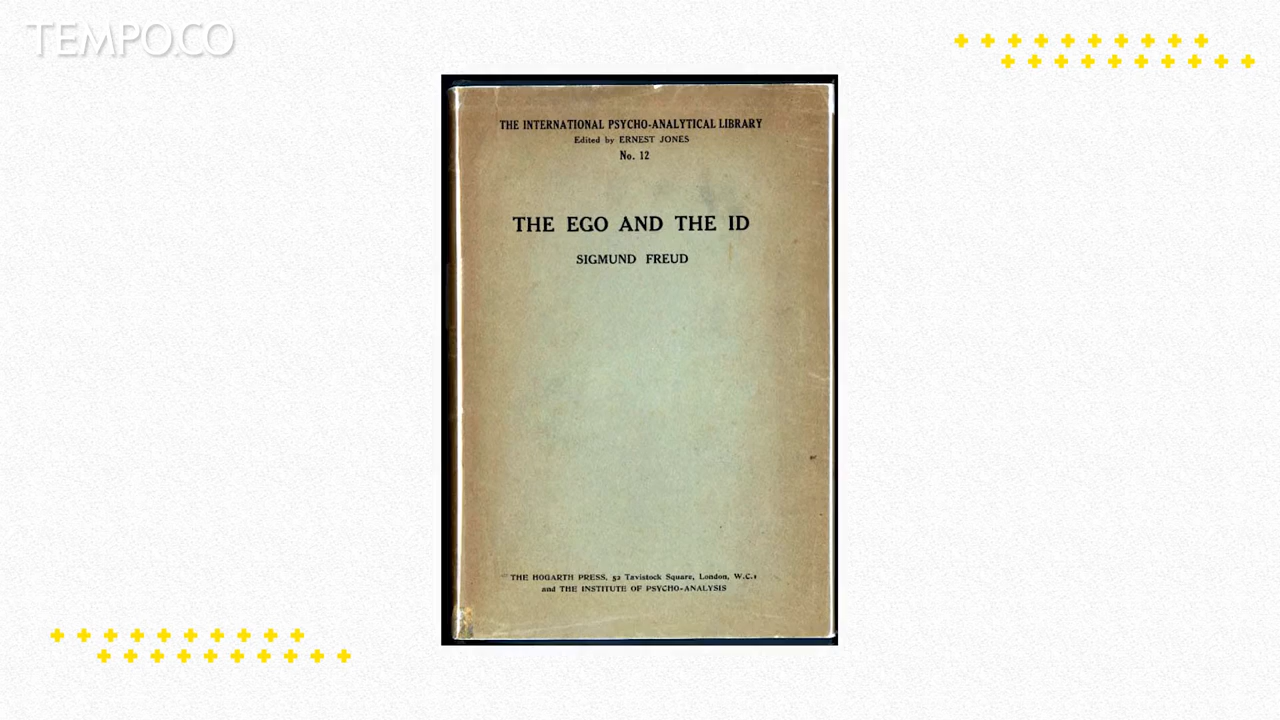 TEMPO.CO
THE INTERNATIONAL PSYCHO-ANALYTICAL LIBRARY
Edited by ERNEST JONES
No. 12
THE EGO AND THE ID
SIGMUND FREUD
THE HOGARTH PRESS, 52 Tavistock Square, London, W.C.1
and THE INSTITUTE OF PSYCHO-ANALYSIS